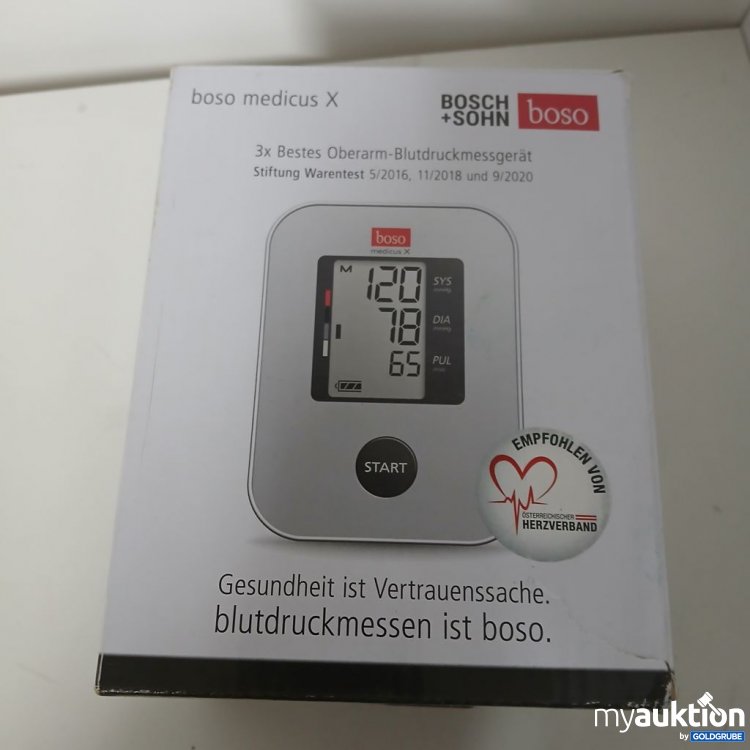 boso medicus X
BOSCH
+SOHN
boso
3x Bestes Oberarm-Blutdruckmessgerät
Stiftung Warentest 5/2016, 11/2018 und 9/2020
boso
medicus X
M
120 SYS
mmHg
78 DIA
mmHg
65 PUL
START
EMPFOHLEN VON
ÖSTERREICHISCHER
HERZVERBAND
Gesundheit ist Vertrauenssache.
blutdruckmessen ist boso.
myauktion
by GOLDGRUBE